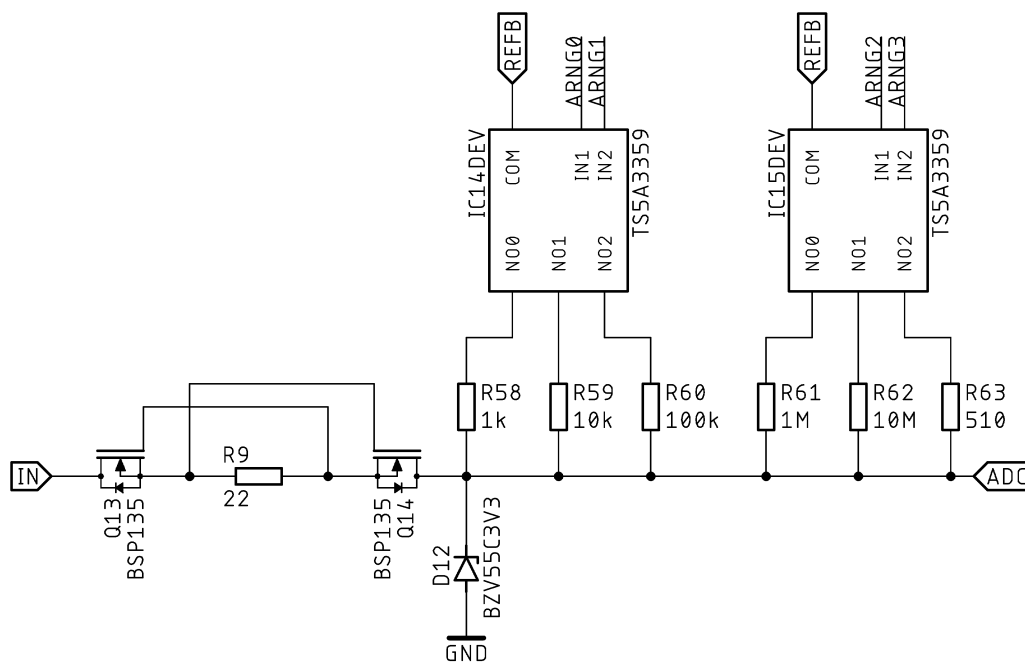 REFB
ARNG0
ARNG1
REFB
ARNG2
ARNG3
IC14DEV
COM
IN1
IN2
TS5A3359
NO0
NO1
NO2
IC15DEV
COM
IN1
IN2
TS5A3359
NO0
NO1
NO2
R58
1k
R59
10k
R60
100k
R61
1M
R62
10M
R63
510
IN
R9
22
ADC
Q13
BSP135
BSP135
Q14
D12
BZV55C3V3
GND